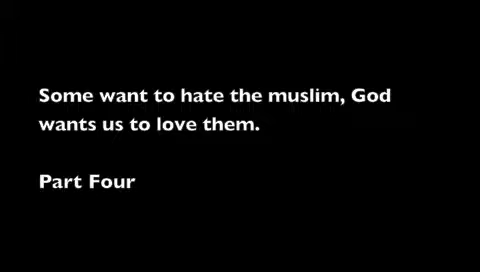 Some want to hate the muslim, God
wants us to love them.
Part Four